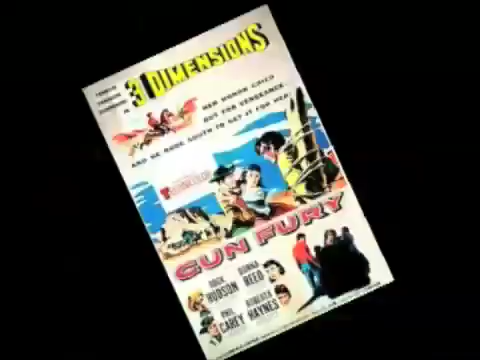 3 DIMENSIONS
HER HONOR CRIED
OUT FOR VENGEANCE...
AND HE RODE SOUTH TO GET IT FOR HER!
TECHNICOLOR
GUN FURY
ROCK HUDSON
DONNA REED
PHIL CAREY
ROBERTA HAYNES